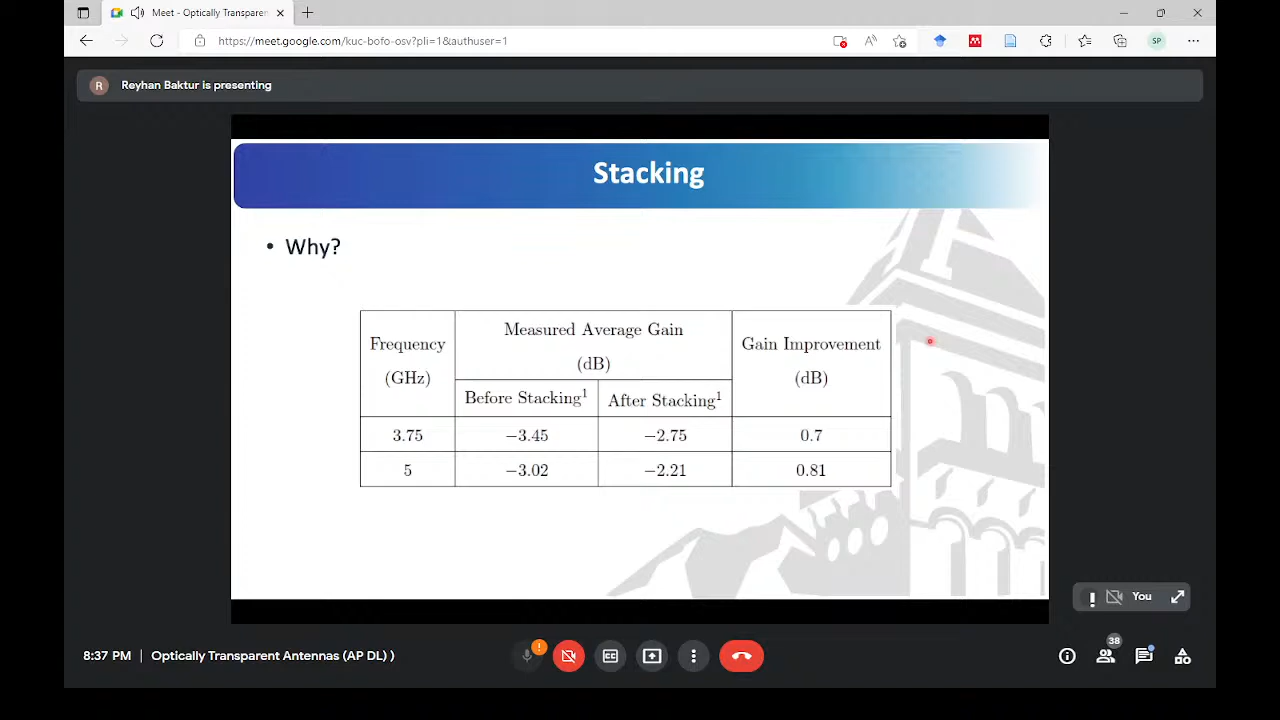 Meet - Optically Transparen
https://meet.google.com/kuc-bofo-osv?pli=1&authuser=1
SP
R
Reyhan Baktur is presenting
Stacking
• Why?
Frequency (GHz)
Measured Average Gain (dB)
Gain Improvement (dB)
Before Stacking¹
After Stacking¹
3.75 −3.45 −2.75 0.7
5 −3.02 −2.21 0.81
You
8:37 PM | Optically Transparent Antennas (AP DL) )
CC
38